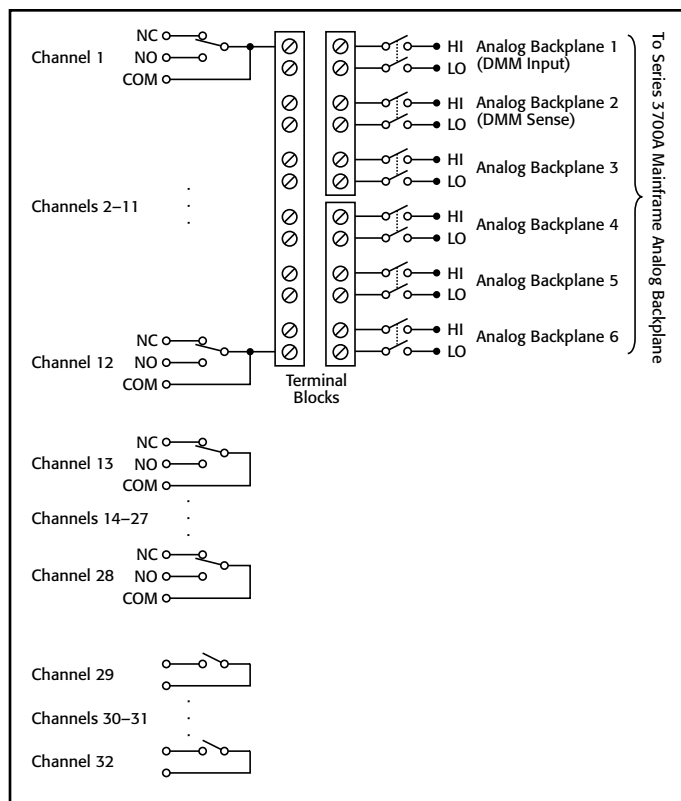 NC
Channel 1
NO
COM
HI Analog Backplane 1
LO (DMM Input)
HI Analog Backplane 2
LO (DMM Sense)
HI
Analog Backplane 3
LO
HI
Analog Backplane 4
LO
HI
Analog Backplane 5
LO
HI
Analog Backplane 6
LO
To Series 3700A Mainframe Analog Backplane
Channels 2–11
NC
Channel 12
NO
COM
Terminal
Blocks
NC
Channel 13
NO
COM
Channels 14–27
NC
Channel 28
NO
COM
Channel 29
Channels 30–31
Channel 32